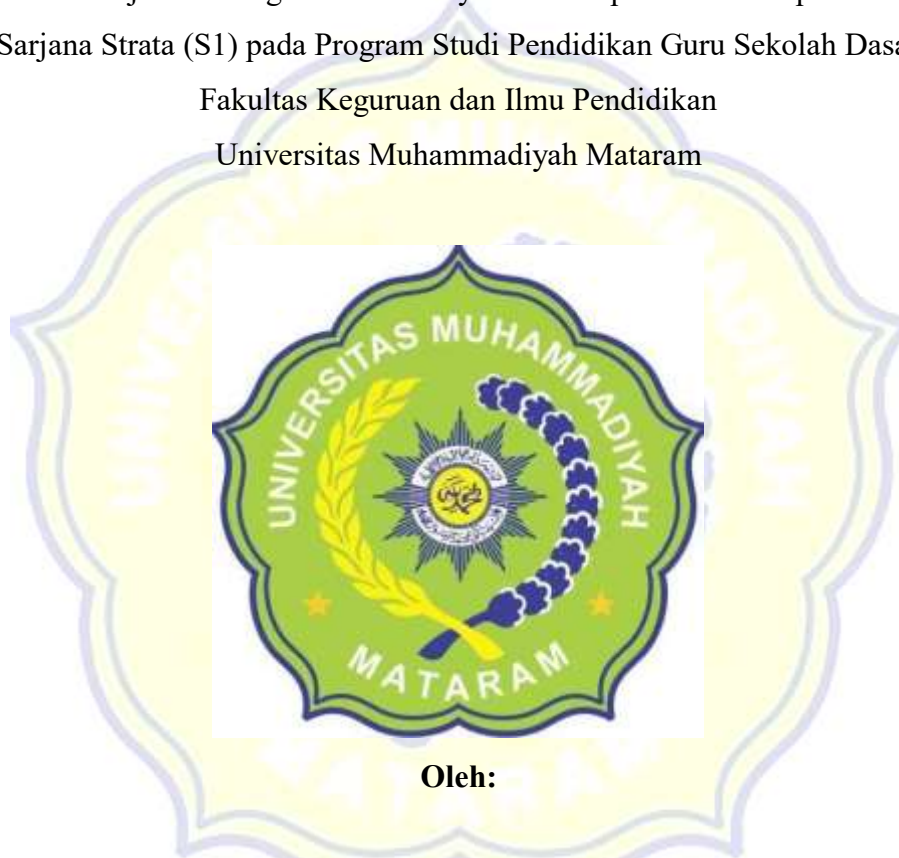 Sarjana Strata (S1) pada Program Studi Pendidikan Guru Sekolah
Fakultas Keguruan dan Ilmu Pendidikan
Universitas Muhammadiyah Mataram
UNIVERSITAS MUHAMMADIYAH
MATARAM
Oleh: